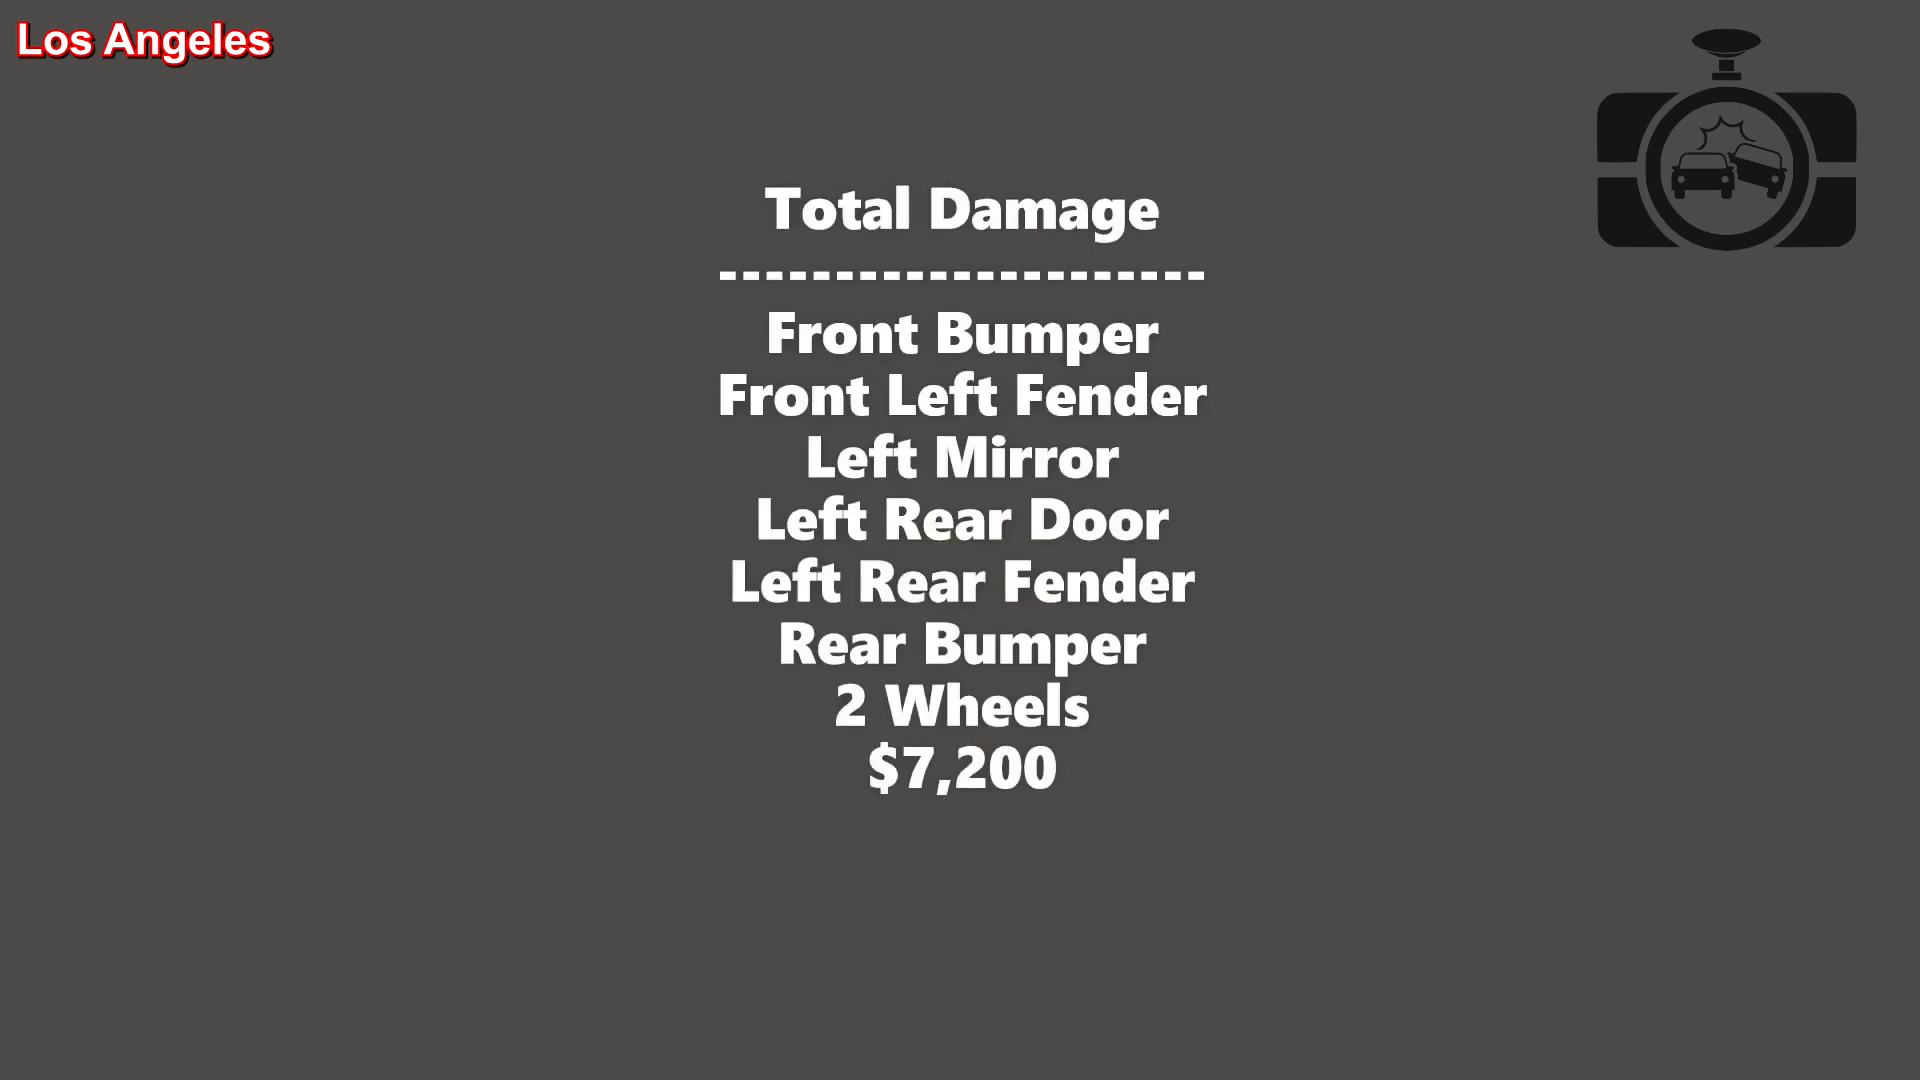 Los Angeles
Total Damage
---------------------
Front Bumper
Front Left Fender
Left Mirror
Left Rear Door
Left Rear Fender
Rear Bumper
2 Wheels
$7,200